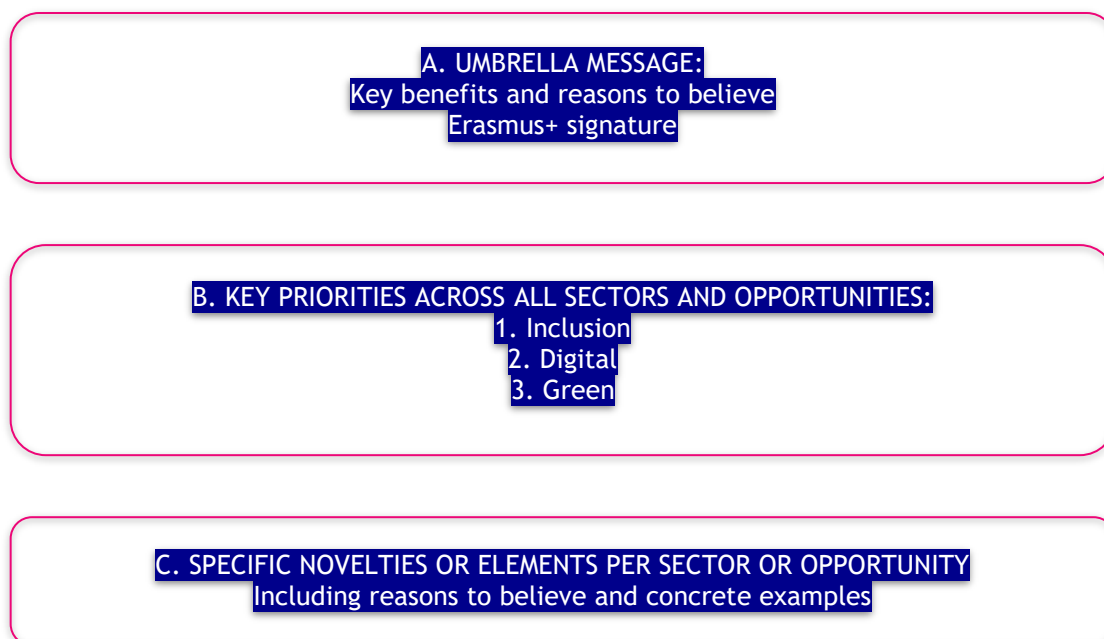 A. UMBRELLA MESSAGE:
Key benefits and reasons to believe
Erasmus+ signature
B. KEY PRIORITIES ACROSS ALL SECTORS AND OPPORTUNITIES:
1. Inclusion
2. Digital
3. Green
C. SPECIFIC NOVELTIES OR ELEMENTS PER SECTOR OR OPPORTUNITY
Including reasons to believe and concrete examples